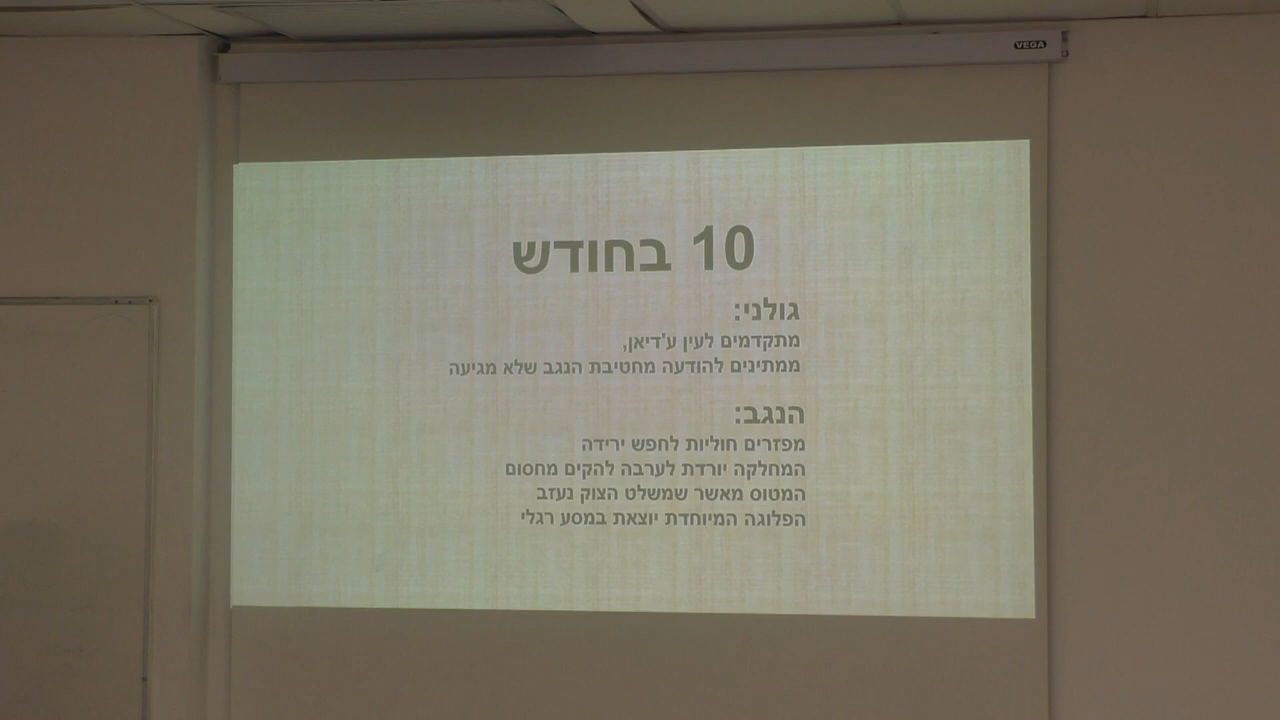 VEGA
10 בחודש
גולני:
מתקדמים לעין ע'דיאן,
ממתינים להודעה מחטיבת הנגב שלא מגיעה
הנגב:
מפזרים חוליות לחפש ירידה
המחלקה יורדת לערבה להקים מחסום
המטוס מאשר שמשלט הצוק נעזב
הפלוגה המיוחדת יוצאת במסע רגלי